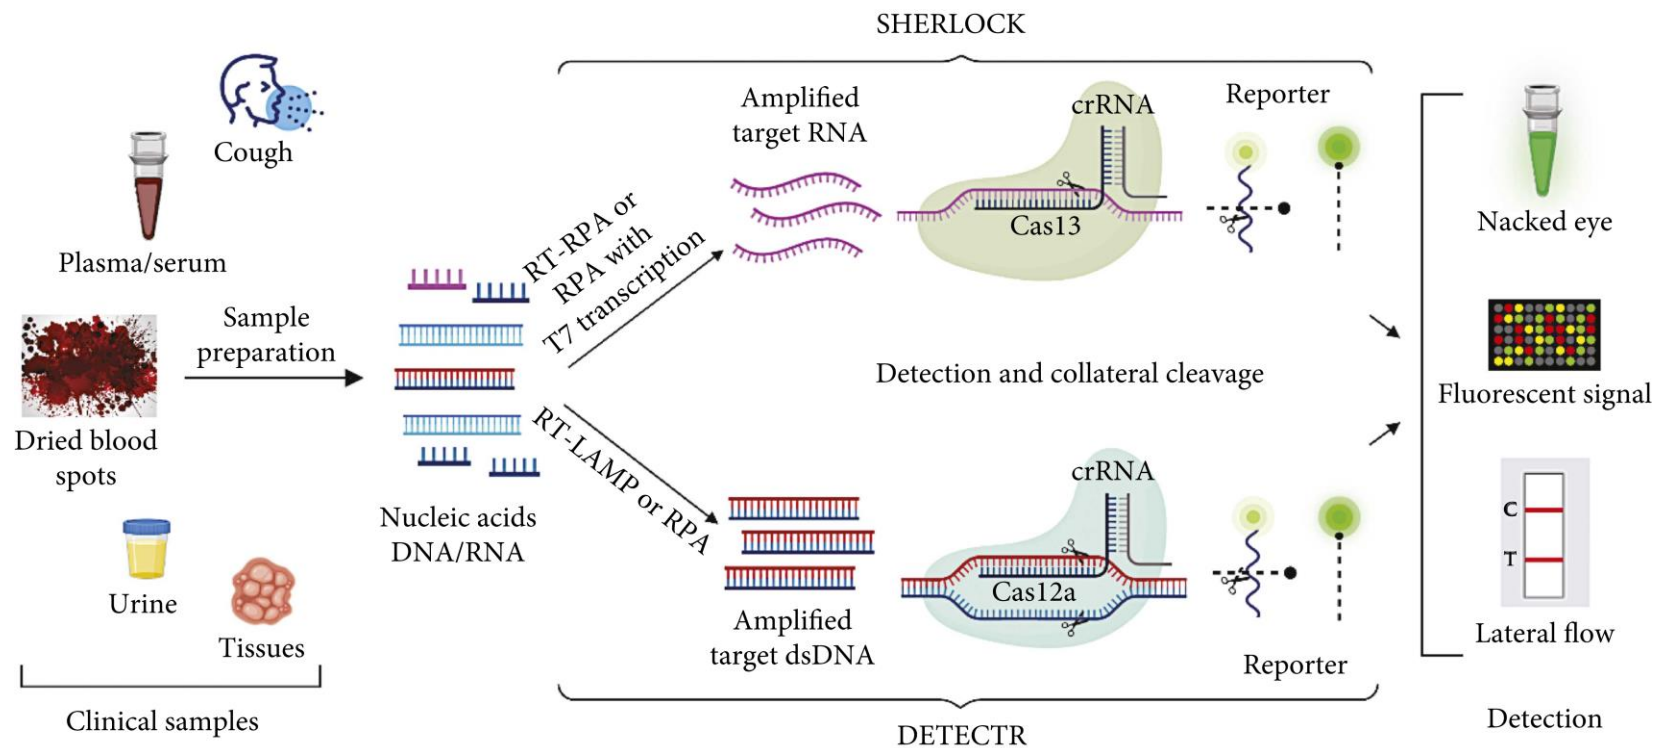 SHERLOCK
Cough
Plasma/serum
Dried blood
spots
Urine
Tissues
Clinical samples
Sample
preparation
Nucleic acids
DNA/RNA
RT-RPA or
RPA with
T7 transcription
RT-LAMP or RPA
Amplified
target RNA
crRNA
Cas13
Reporter
Detection and collateral cleavage
Amplified
target dsDNA
crRNA
Cas12a
Reporter
DETECTR
Nacked eye
Fluorescent signal
C
T
Lateral flow
Detection